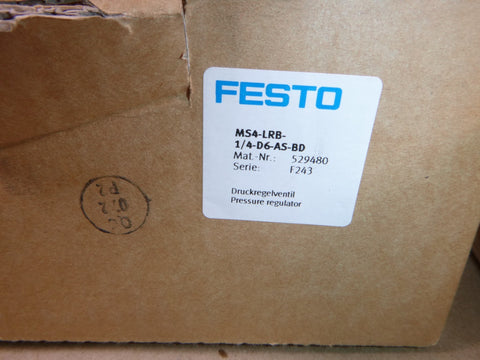 FESTO
MS4-LRB-
1/4-D6-AS-BD
Mat.-Nr.: 529480
Serie: F243
Druckregelventil
Pressure regulator